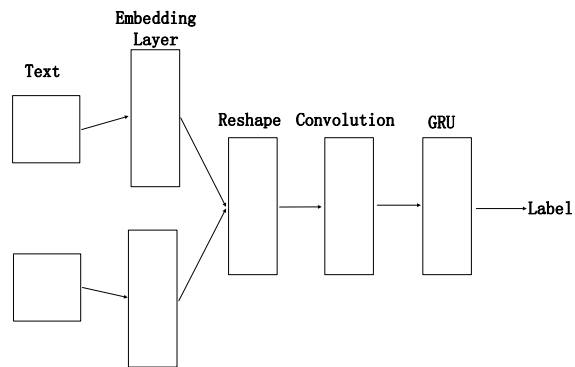 Embedding
Layer
Text
Reshape
Convolution
GRU
Label